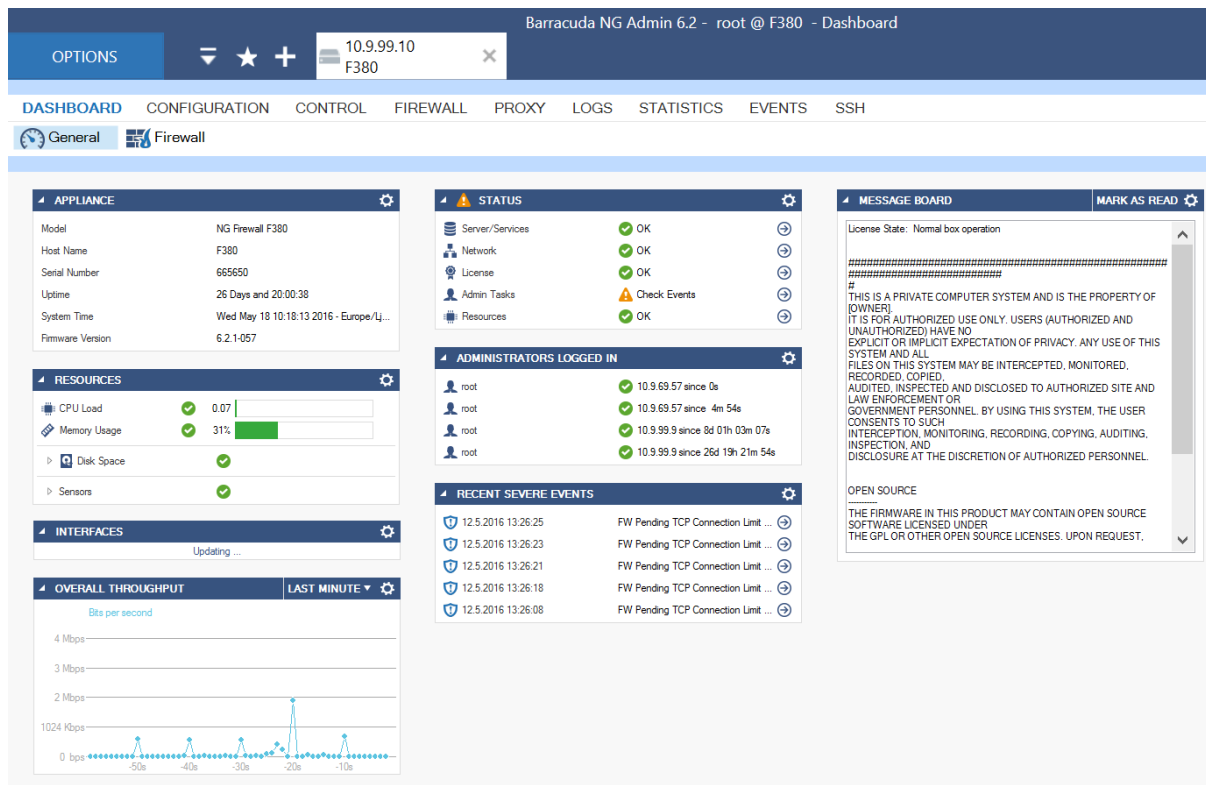 Barracuda NG Admin 6.2 - root @ F380 - Dashboard
OPTIONS
10.9.99.10
F380
DASHBOARD CONFIGURATION CONTROL FIREWALL PROXY LOGS STATISTICS EVENTS SSH
General Firewall
APPLIANCE
Model NG Firewall F380
Host Name F380
Serial Number 665650
Uptime 26 Days and 20:00:38
System Time Wed May 18 10:18:13 2016 - Europe/Lj...
Firmware Version 6.2.1-057
RESOURCES
CPU Load 0.07
Memory Usage 31%
Disk Space
Sensors
INTERFACES
Updating ...
OVERALL THROUGHPUT LAST MINUTE
Bits per second
4 Mbps
3 Mbps
2 Mbps
1024 Kbps
0 bps
-50s -40s -30s -20s -10s
STATUS
Server/Services OK
Network OK
License OK
Admin Tasks Check Events
Resources OK
ADMINISTRATORS LOGGED IN
root 10.9.69.57 since 0s
root 10.9.69.57 since 4m 54s
root 10.9.99.9 since 8d 01h 03m 07s
root 10.9.99.9 since 26d 19h 21m 54s
RECENT SEVERE EVENTS
12.5.2016 13:26:25 FW Pending TCP Connection Limit ...
12.5.2016 13:26:23 FW Pending TCP Connection Limit ...
12.5.2016 13:26:21 FW Pending TCP Connection Limit ...
12.5.2016 13:26:18 FW Pending TCP Connection Limit ...
12.5.2016 13:26:08 FW Pending TCP Connection Limit ...
MESSAGE BOARD MARK AS READ
License State: Normal box operation
####################################################
#########################
#
THIS IS A PRIVATE COMPUTER SYSTEM AND IS THE PROPERTY OF
[OWNER].
IT IS FOR AUTHORIZED USE ONLY. USERS (AUTHORIZED AND
UNAUTHORIZED) HAVE NO
EXPLICIT OR IMPLICIT EXPECTATION OF PRIVACY. ANY USE OF THIS
SYSTEM AND ALL
FILES ON THIS SYSTEM MAY BE INTERCEPTED, MONITORED,
RECORDED, COPIED,
AUDITED, INSPECTED AND DISCLOSED TO AUTHORIZED SITE AND
LAW ENFORCEMENT OR
GOVERNMENT PERSONNEL. BY USING THIS SYSTEM, THE USER
CONSENTS TO SUCH
INTERCEPTION, MONITORING, RECORDING, COPYING, AUDITING,
INSPECTION, AND
DISCLOSURE AT THE DISCRETION OF AUTHORIZED PERSONNEL.
OPEN SOURCE
-----------
THE FIRMWARE IN THIS PRODUCT MAY CONTAIN OPEN SOURCE
SOFTWARE LICENSED UNDER
THE GPL OR OTHER OPEN SOURCE LICENSES. UPON REQUEST,